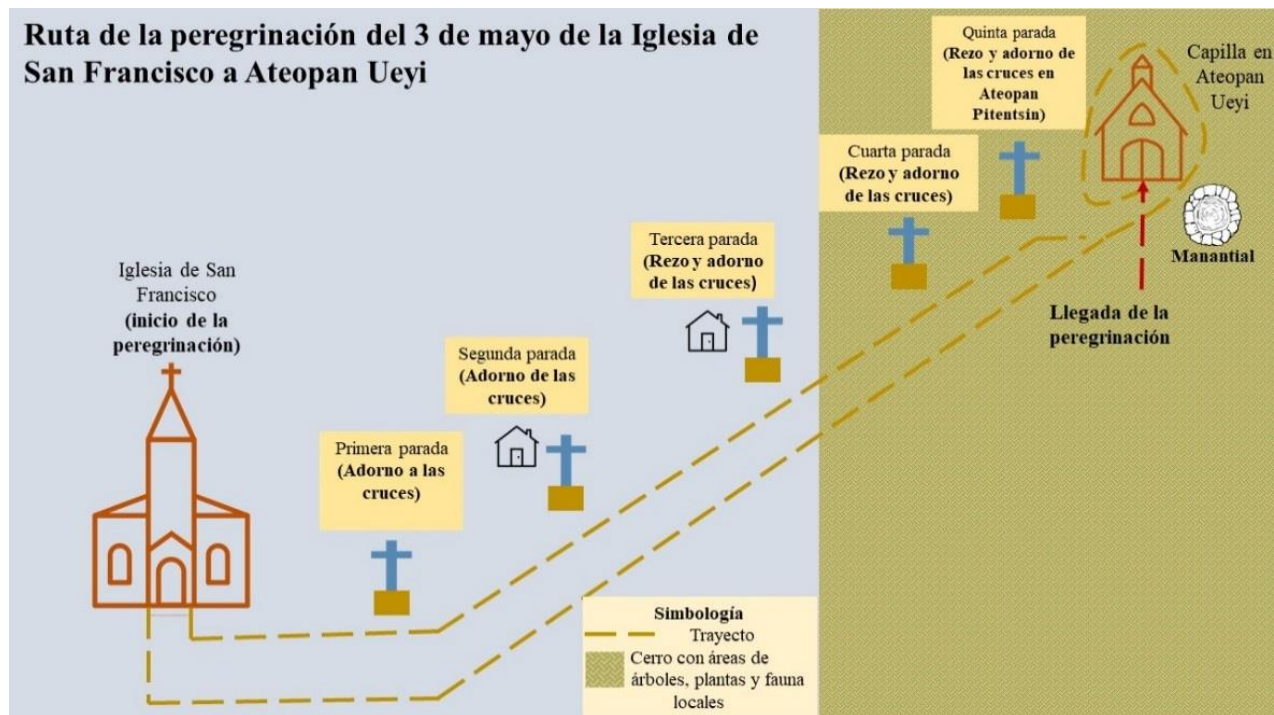 Ruta de la peregrinación del 3 de mayo de la Iglesia de
San Francisco a Ateopan Ueyi
Iglesia de San
Francisco
(inicio de la
peregrinación)
Primera parada
(Adorno a las
cruces)
Segunda parada
(Adorno de las
cruces)
Tercera parada
(Rezo y adorno
de las cruces)
Cuarta parada
(Rezo y adorno
de las cruces)
Quinta parada
(Rezo y adorno de
las cruces en
Ateopan
Pitentsin)
Capilla en
Ateopan
Ueyi
Manantial
Llegada de la
peregrinación
Simbología
Trayecto
Cerro con áreas de
árboles, plantas y fauna
locales